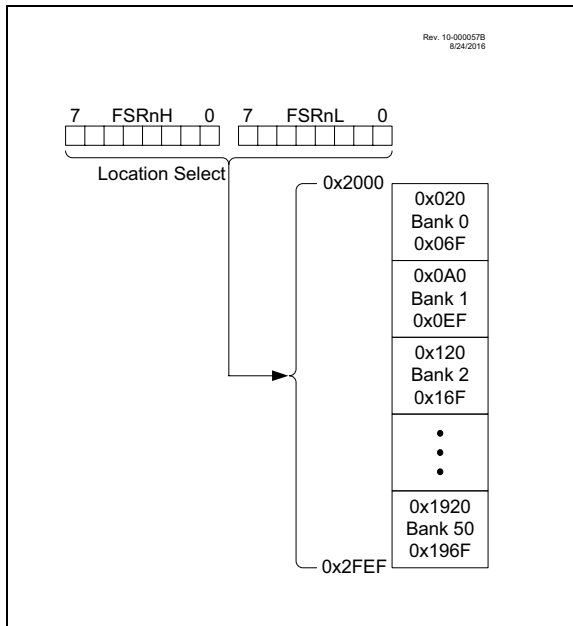 Rev. 10-000057B
8/24/2016
7 FSRnH 0 7 FSRnL 0
Location Select
0x2000
0x020
Bank 0
0x06F
0x0A0
Bank 1
0x0EF
0x120
Bank 2
0x16F
0x1920
Bank 50
0x196F
0x2FEF